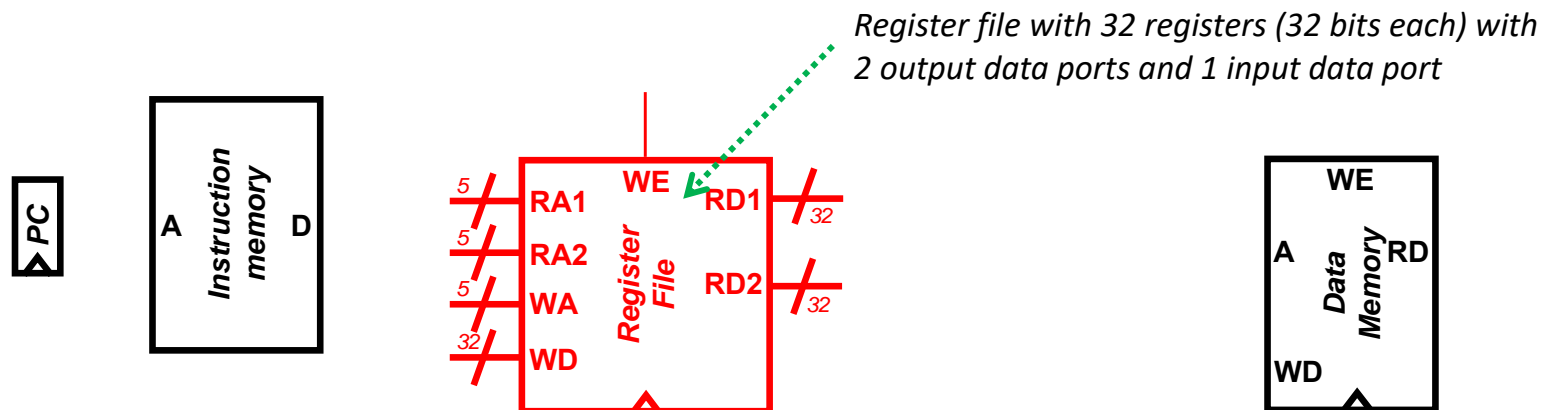 Register file with 32 registers (32 bits each) with
2 output data ports and 1 input data port
PC
A
Instruction
memory
D
5
RA1
5
RA2
5
WA
32
WD
WE
Register
File
RD1
32
RD2
32
WE
A
Data
Memory
RD
WD